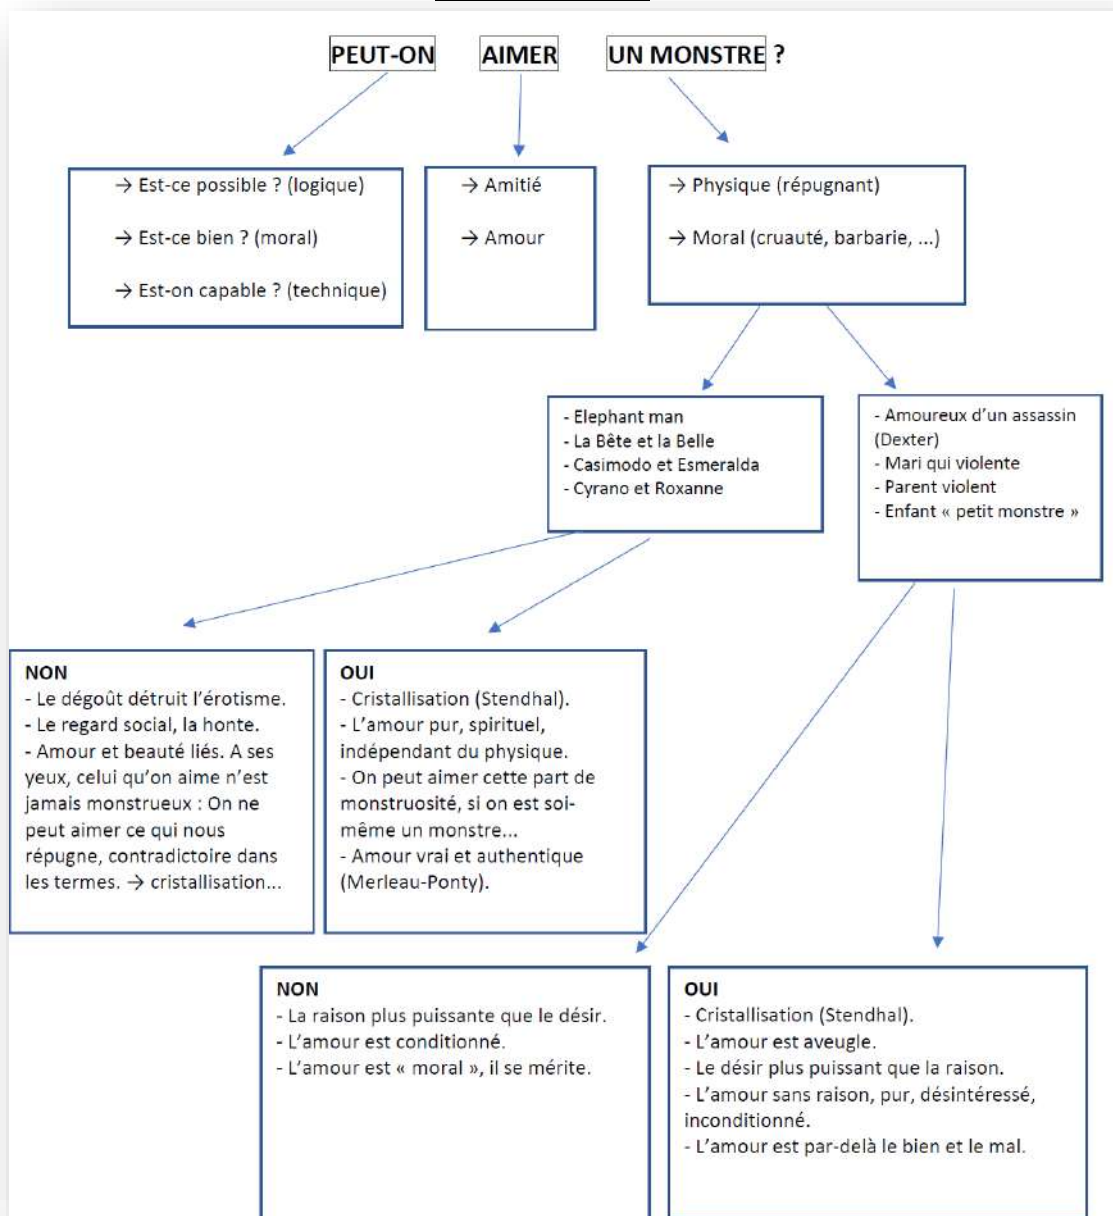 PEUT-ON AIMER UN MONSTRE ?
→ Est-ce possible ? (logique)
→ Est-ce bien ? (moral)
→ Est-on capable ? (technique)
→ Amitié
→ Amour
→ Physique (répugnant)
→ Moral (cruauté, barbarie, ...)
- Elephant man
- La Bête et la Belle
- Casimodo et Esmeralda
- Cyrano et Roxanne
- Amoureux d'un assassin
(Dexter)
- Mari qui violente
- Parent violent
- Enfant « petit monstre »
NON
- Le dégoût détruit l'érotisme.
- Le regard social, la honte.
- Amour et beauté liés. A ses
yeux, celui qu'on aime n'est
jamais monstrueux : On ne
peut aimer ce qui nous
répugne, contradictoire dans
les termes. → cristallisation...
OUI
- Cristallisation (Stendhal).
- L'amour pur, spirituel,
indépendant du physique.
- On peut aimer cette part de
monstruosité, si on est soi-
même un monstre...
- Amour vrai et authentique
(Merleau-Ponty).
NON
- La raison plus puissante que le désir.
- L'amour est conditionné.
- L'amour est « moral », il se mérite.
OUI
- Cristallisation (Stendhal).
- L'amour est aveugle.
- Le désir plus puissant que la raison.
- L'amour sans raison, pur, désintéressé,
inconditionné.
- L'amour est par-delà le bien et le mal.